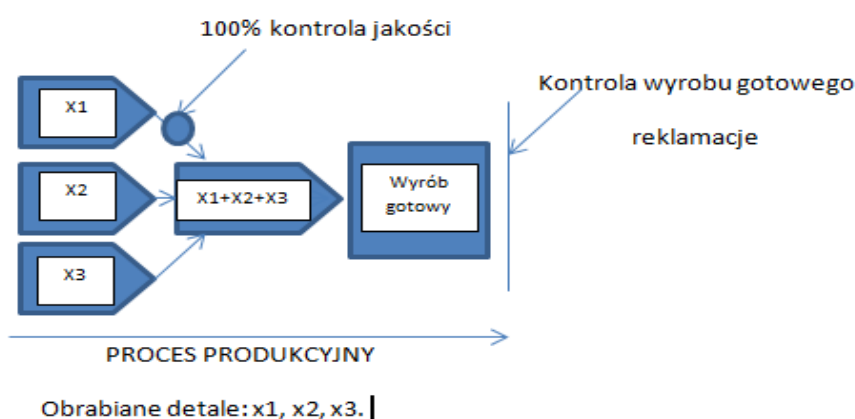 100% kontrola jakości
Kontrola wyrobu gotowego
reklamacje
X1
X2
X3
X1+X2+X3
Wyrób
gotowy
PROCES PRODUKCYJNY
Obrabiane detale: x1, x2, x3.